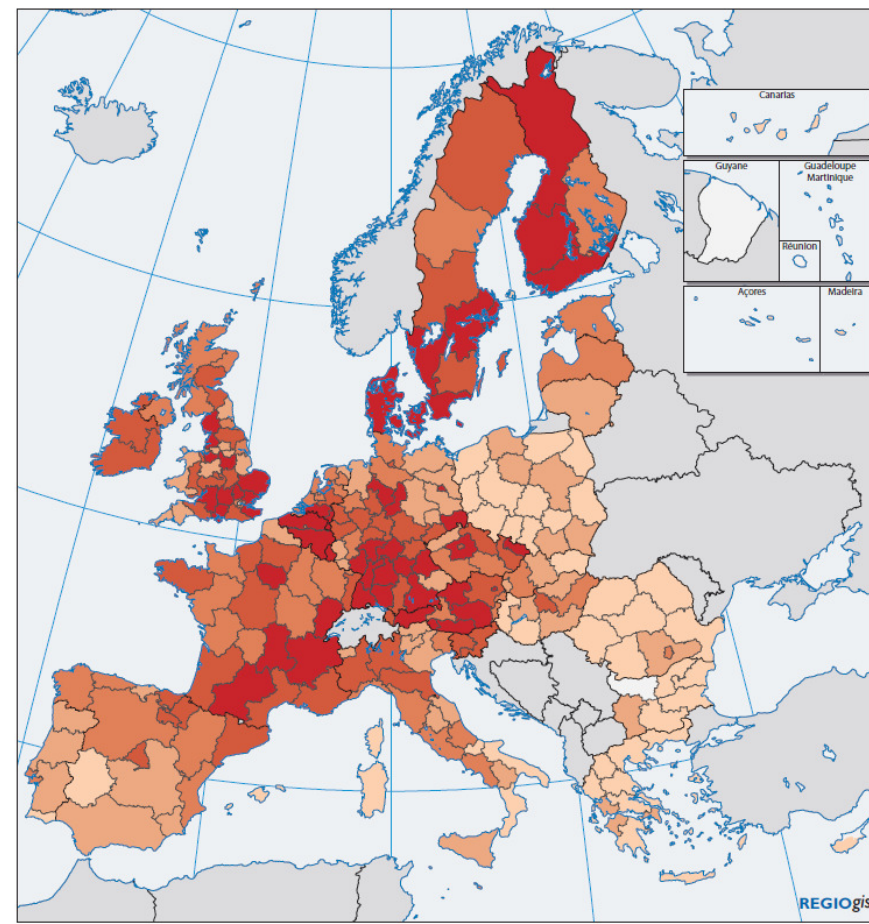 Canarias
Guyane
Guadeloupe
Martinique
Réunion
Açores
Madeira
REGIOgis